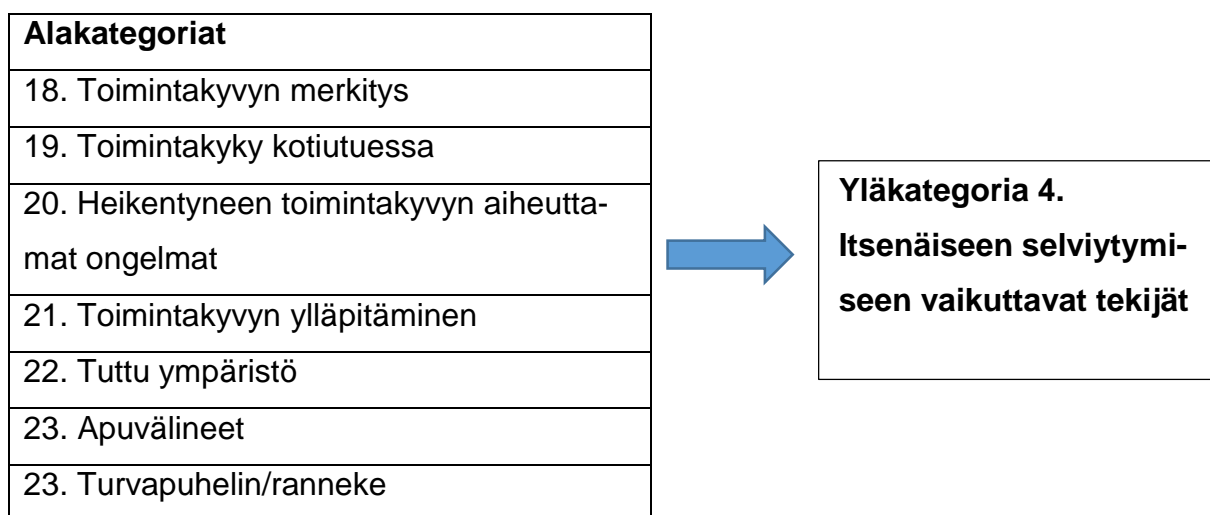 Alakategoriat
18. Toimintakyvyn merkitys
19. Toimintakyky kotiutuessa
20. Heikentyneen toimintakyvyn aiheutta-
mat ongelmat
21. Toimintakyvyn ylläpitäminen
22. Tuttu ympäristö
23. Apuvälineet
23. Turvapuhelin/ranneke
Yläkategoria 4.
Itsenäiseen selviytymi-
seen vaikuttavat tekijät